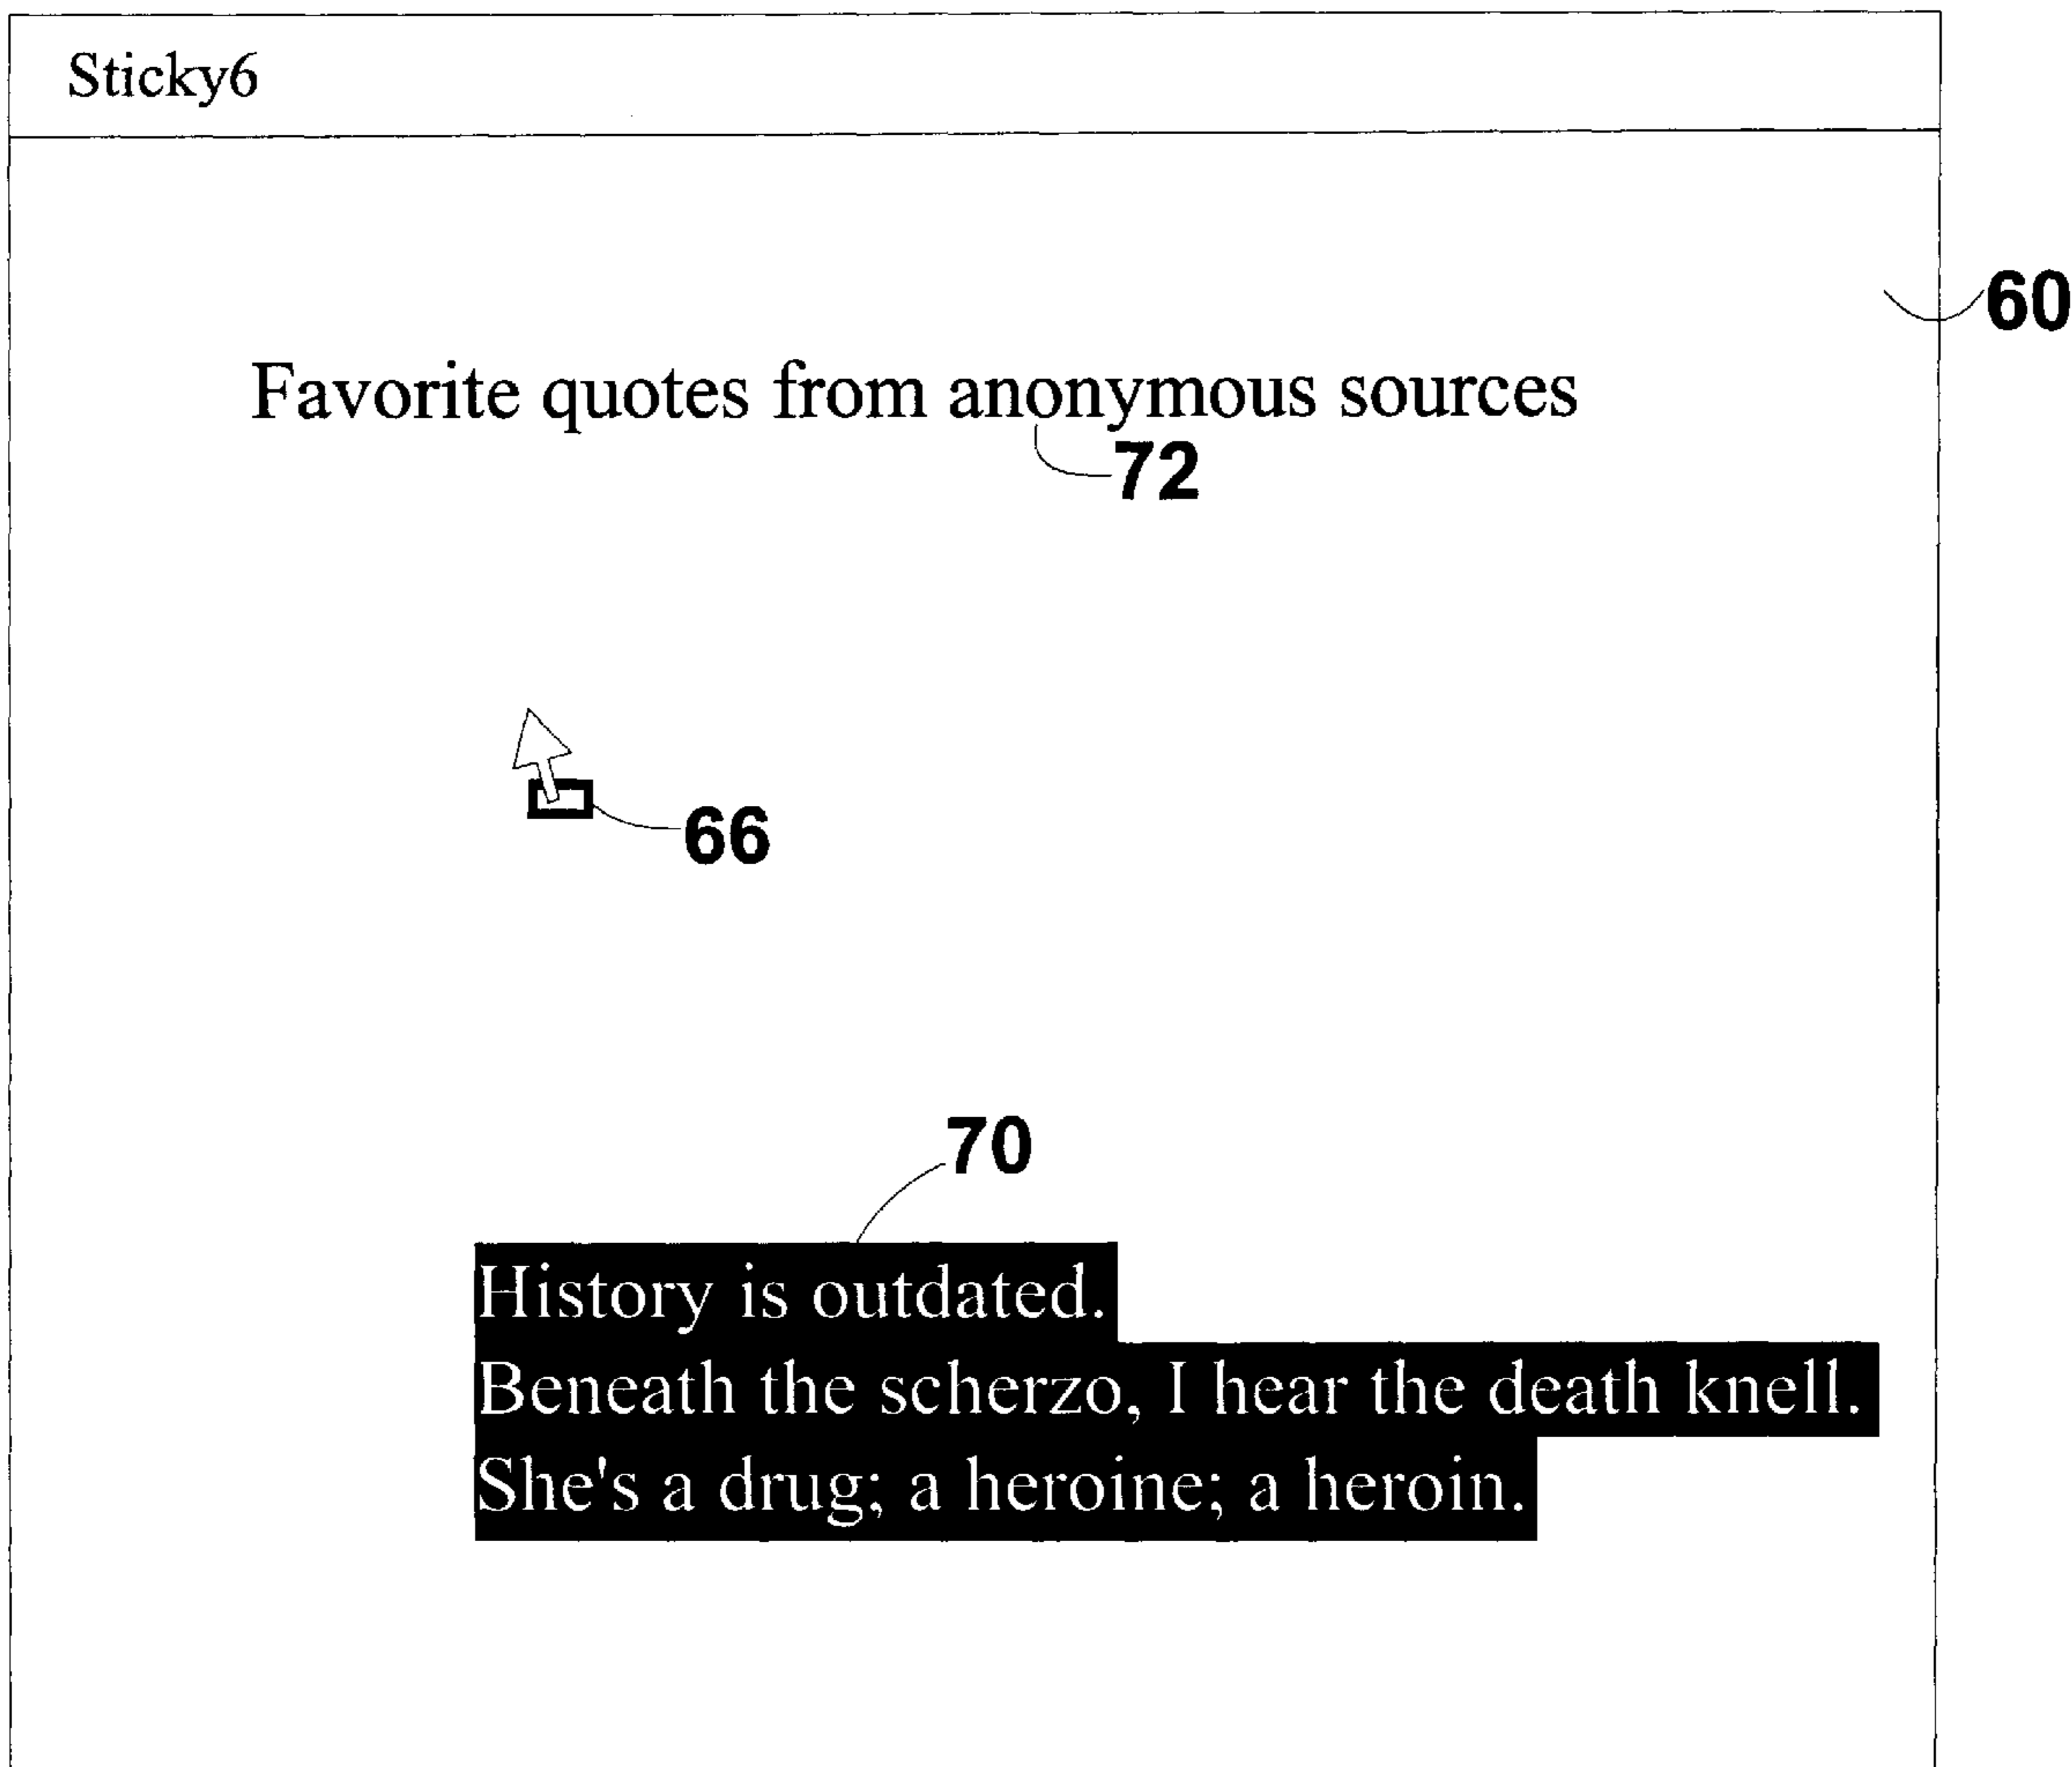 Sticky6
60
Favorite quotes from anonymous sources
72
66
70
History is outdated.
Beneath the scherzo, I hear the death knell.
She's a drug; a heroine; a heroin.